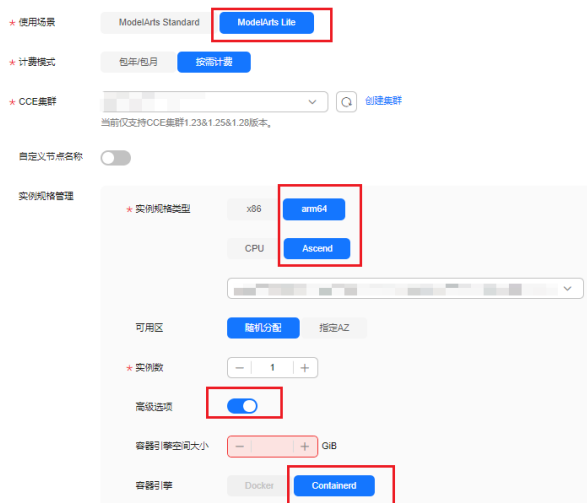 * 使用场景 ModelArts Standard ModelArts Lite
* 计费模式 包年/包月 按需计费
* CCE集群 创建集群
当前仅支持CCE集群1.23&1.25&1.28版本。
自定义节点名称
实例规格管理
* 实例规格类型 x86 arm64
CPU Ascend
可用区 随机分配 指定AZ
* 实例数 − 1 +
高级选项
容器引擎空间大小 − + GiB
容器引擎 Docker Containerd